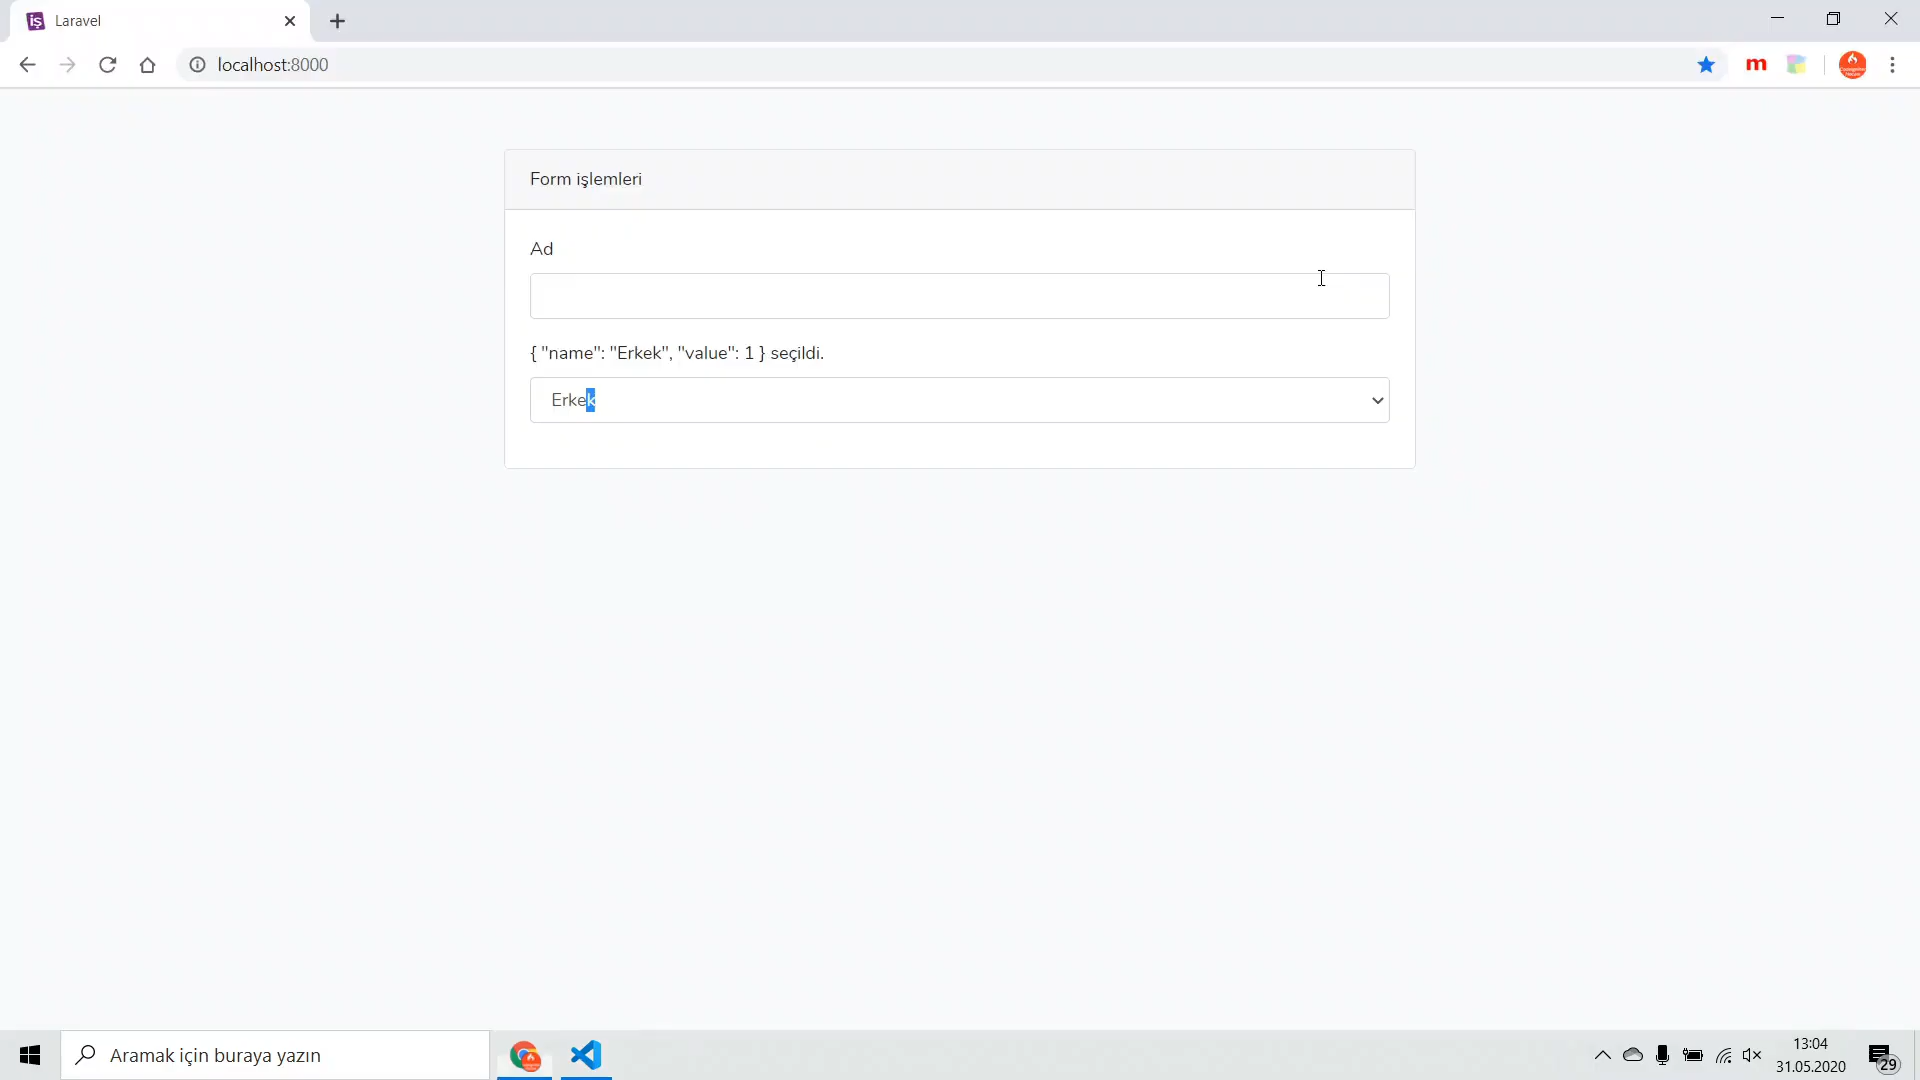 Laravel
localhost:8000
Form işlemleri
Ad
{ "name": "Erkek", "value": 1 } seçildi.
Erkek
Aramak için buraya yazın
13:04
31.05.2020
29